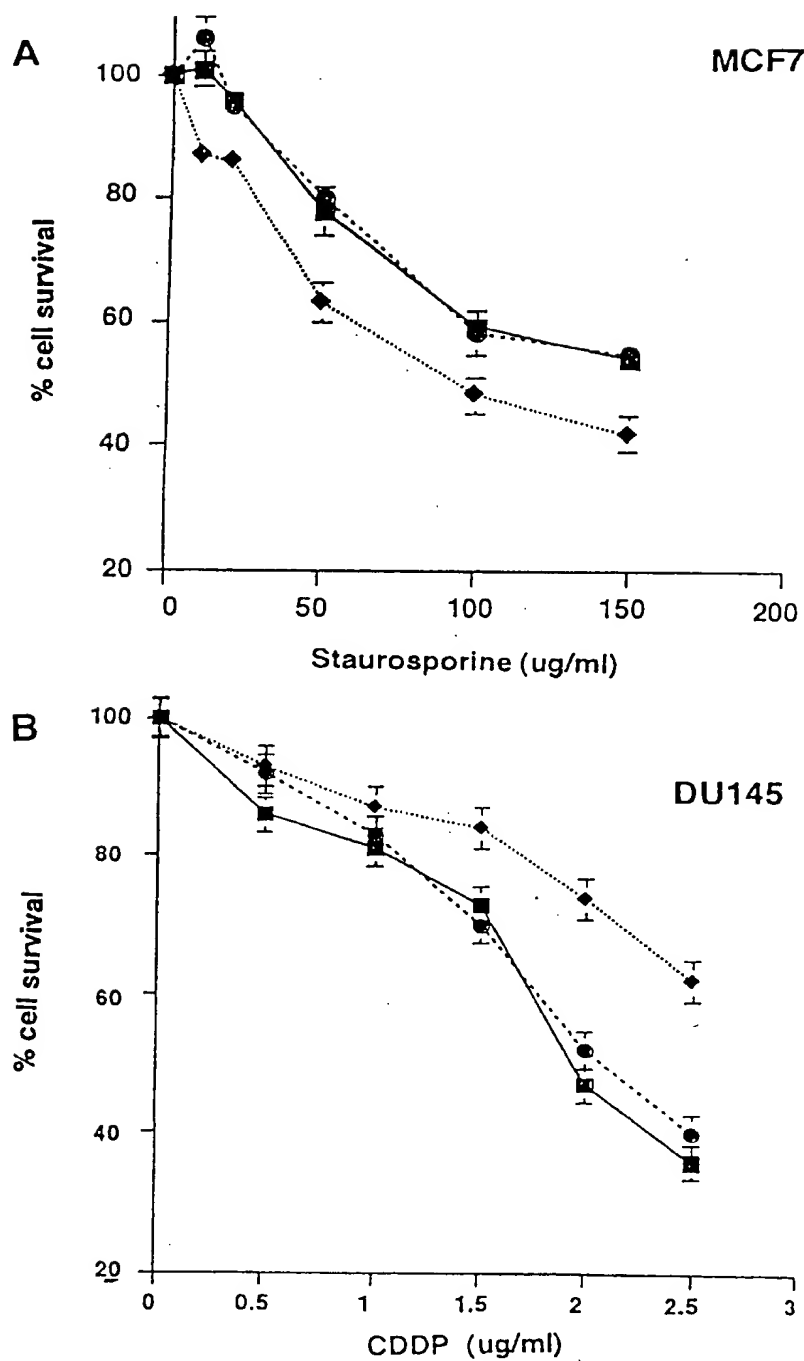 A
MCF7
100
80
60
40
20
% cell survival
0 50 100 150 200
Staurosporine (ug/ml)
B
DU145
100
80
60
40
20
% cell survival
0 0.5 1 1.5 2 2.5 3
CDDP (ug/ml)